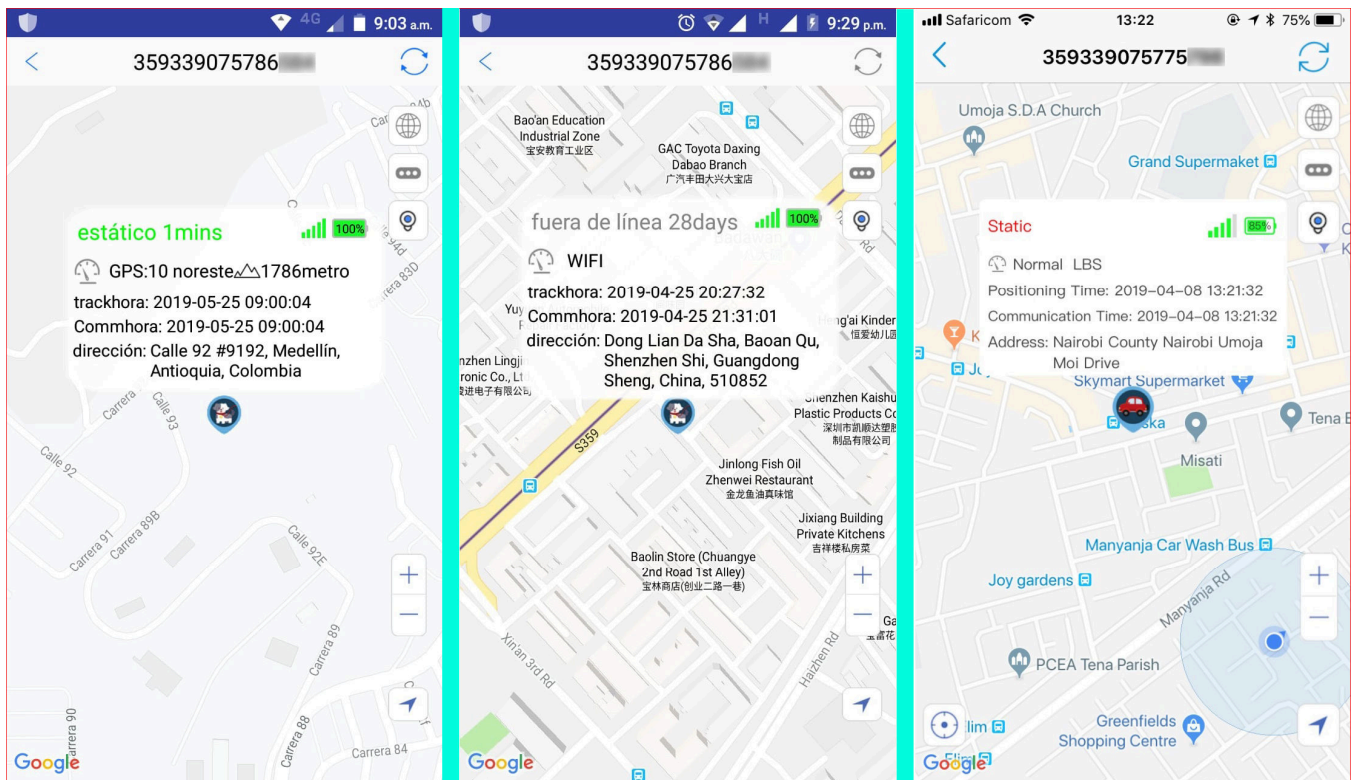 4G 9:03 a.m.
359339075786
Carrera 94d
Carrera 83D
estático 1mins 100%
GPS:10 noreste 1786metro
trackhora: 2019-05-25 09:00:04
Commhora: 2019-05-25 09:00:04
dirección: Calle 92 #9192, Medellín,
Antioquia, Colombia
Carrera
Calle 93
Calle 92
Carrera 91
Carrera 89B
Calle 92E
Carrera 89
Carrera 88
Carrera 84
Google
H 9:29 p.m.
359339075786
Bao'an Education
Industrial Zone
宝安教育工业区
GAC Toyota Daxing
Dabao Branch
广汽丰田大兴大宝店
fuera de línea 28days 100%
WIFI
trackhora: 2019-04-25 20:27:32
Commhora: 2019-04-25 21:31:01
dirección: Dong Lian Da Sha, Baoan Qu,
Shenzhen Shi, Guangdong
Sheng, China, 510852
Kinder
Shenzhen Kaishu
Plastic Products Co
深圳市凯顺达塑胶
制品有限公司
S359
Jinlong Fish Oil
Zhenwei Restaurant
金龙鱼油真味馆
Jixiang Building
Private Kitchens
吉祥楼私房菜
Baolin Store (Chuangye
2nd Road 1st Alley)
宝林商店(创业二路一巷)
Xin'an 3rd Rd
Haizhen Rd
Google
Safaricom 13:22 75%
359339075775
Umoja S.D.A Church
Grand Supermaket
Static 85%
Normal LBS
Positioning Time: 2019-04-08 13:21:32
Communication Time: 2019-04-08 13:21:32
Address: Nairobi County Nairobi Umoja
Moi Drive
Skymart Supermarket
Tena E
Misati
Manyanja Car Wash Bus
Joy gardens
Manyanja Rd
PCEA Tena Parish
Greenfields
Shopping Centre
Google